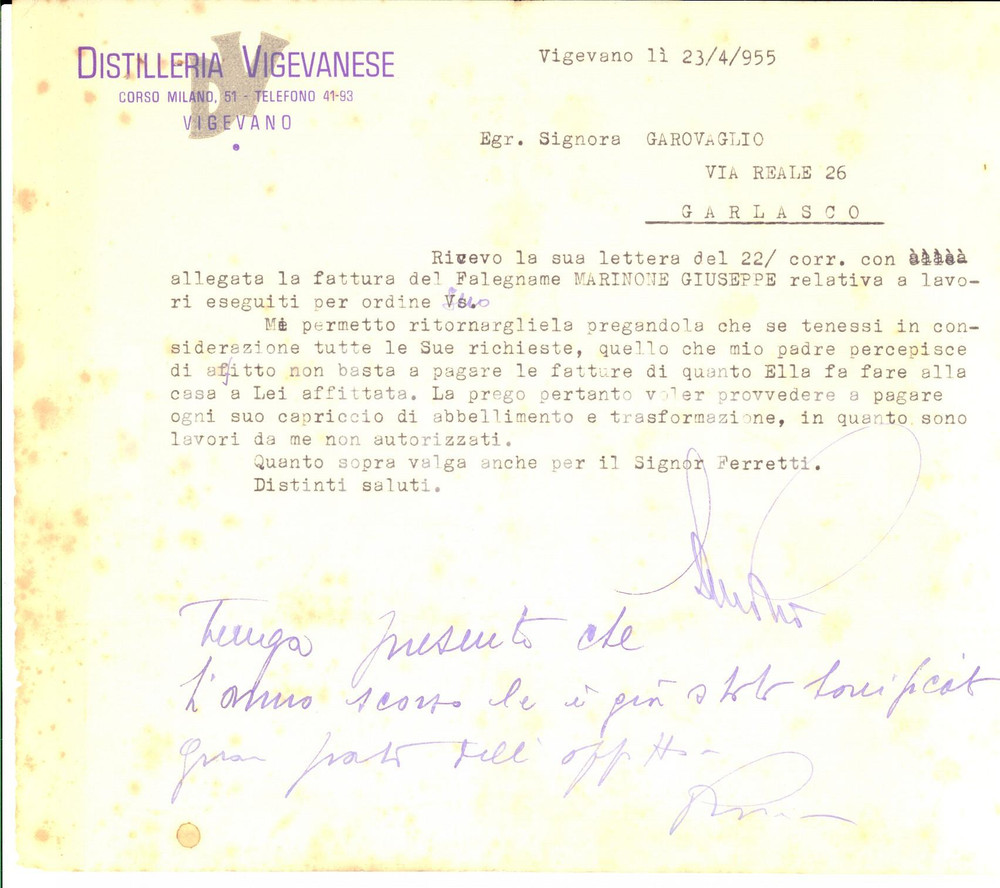 DISTILLERIA VIGEVANESE
CORSO MILANO, 51 - TELEFONO 41-93
VIGEVANO
Vigevano lì 23/4/955
Egr. Signora GAROVAGLIO
VIA REALE 26
GARLASCO
Ricevo la sua lettera del 22/ corr. con
allegata la fattura del Falegname MARINONE GIUSEPPE relativa a lavo-
ri eseguiti per ordine Suo
Mi permetto ritornargliela pregandola che se tenessi in con-
siderazione tutte le Sue richieste, quello che mio padre percepisce
di affitto non basta a pagare le fatture di quanto Ella fa fare alla
casa a Lei affittata. La prego pertanto voler provvedere a pagare
ogni suo capriccio di abbellimento e trasformazione, in quanto sono
lavori da me non autorizzati.
Quanto sopra valga anche per il Signor Ferretti.
Distinti saluti.
Tenga presente che
l'anno scorso le è già stato bonificato
gran parte dell'affitto -